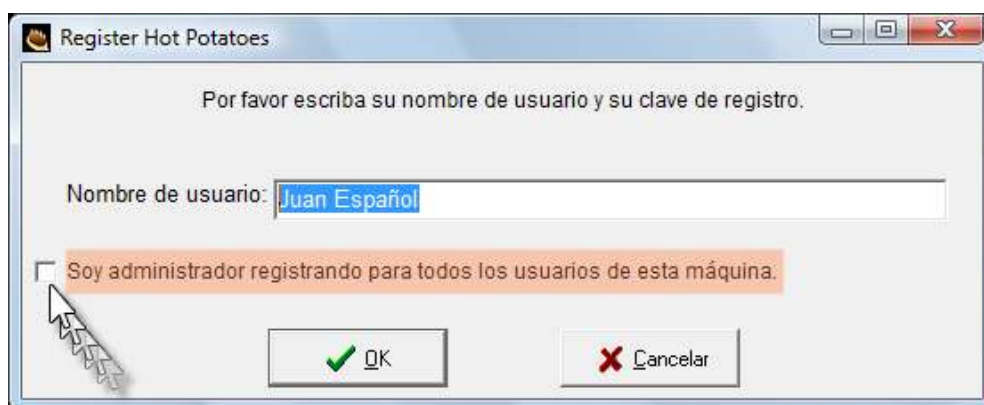 Register Hot Potatoes
Por favor escriba su nombre de usuario y su clave de registro.
Nombre de usuario: Juan Español
Soy administrador registrando para todos los usuarios de esta máquina.
OK Cancelar